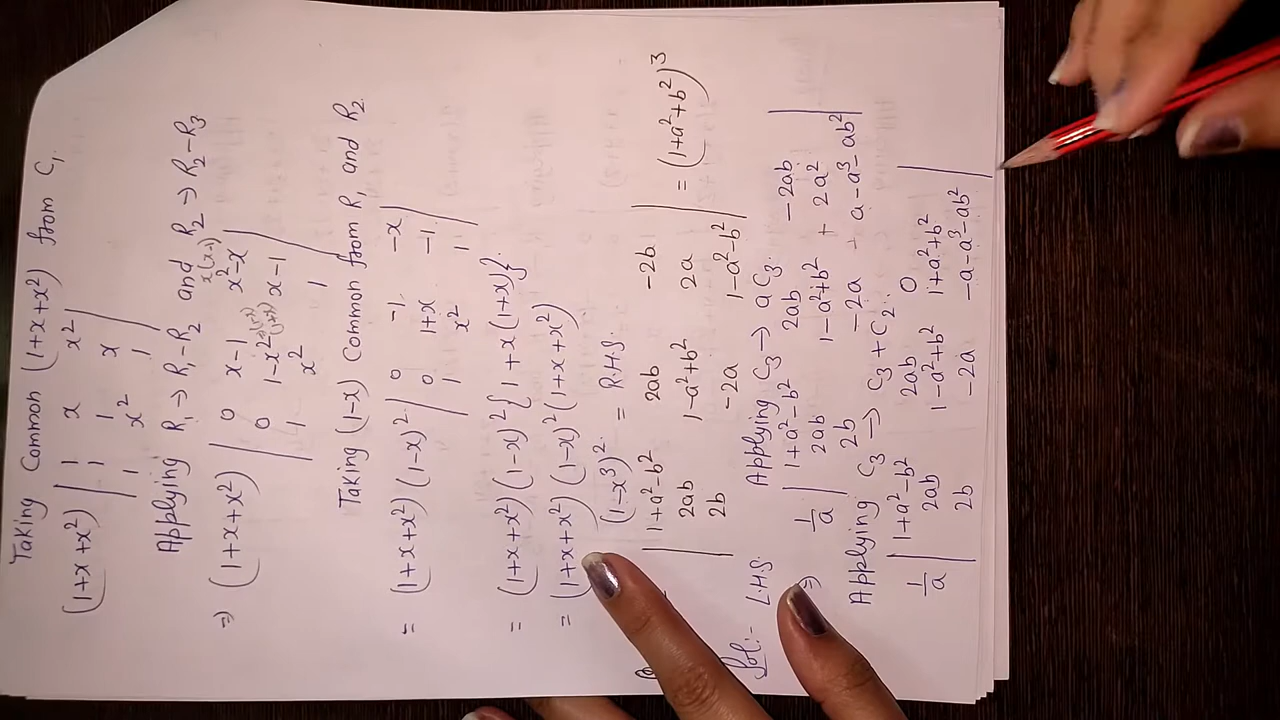 Taking Common (1+x+x²) from C₁
(1+x+x²) | 1 x x² |
| 1 1 x |
| 1 x² 1 |
Applying R₁ → R₁-R₂ and R₂ → R₂-R₃
⇒ (1+x+x²) | 0 x-1 x²-x |
| 0 1-x² x-1 |
| 1 x² 1 |
Taking (1-x) Common from R₁ and R₂
= (1+x+x²)(1-x)² | 0 -1 -x |
| 0 1+x -1 |
| 1 x² 1 |
= (1+x+x²)(1-x)² {1+x(1+x)}
= (1+x+x²)(1-x)²(1+x+x²)
(1-x³)² = R.H.S.
| 1+a²-b² 2ab -2b |
| 2ab 1-a²+b² 2a | = (1+a²+b²)³
| 2b -2a 1-a²-b² |
Sol:- L.H.S. Applying C₃ → aC₃
⇒ 1/a | 1+a²-b² 2ab -2ab |
| 2ab 1-a²+b² + 2a² |
| 2b -2a + a-a³-ab² |
Applying C₃ → C₃+C₂
1/a | 1+a²-b² 2ab 0 |
| 2ab 1-a²+b² 1+a²+b² |
| 2b -2a -a-a³-ab² |